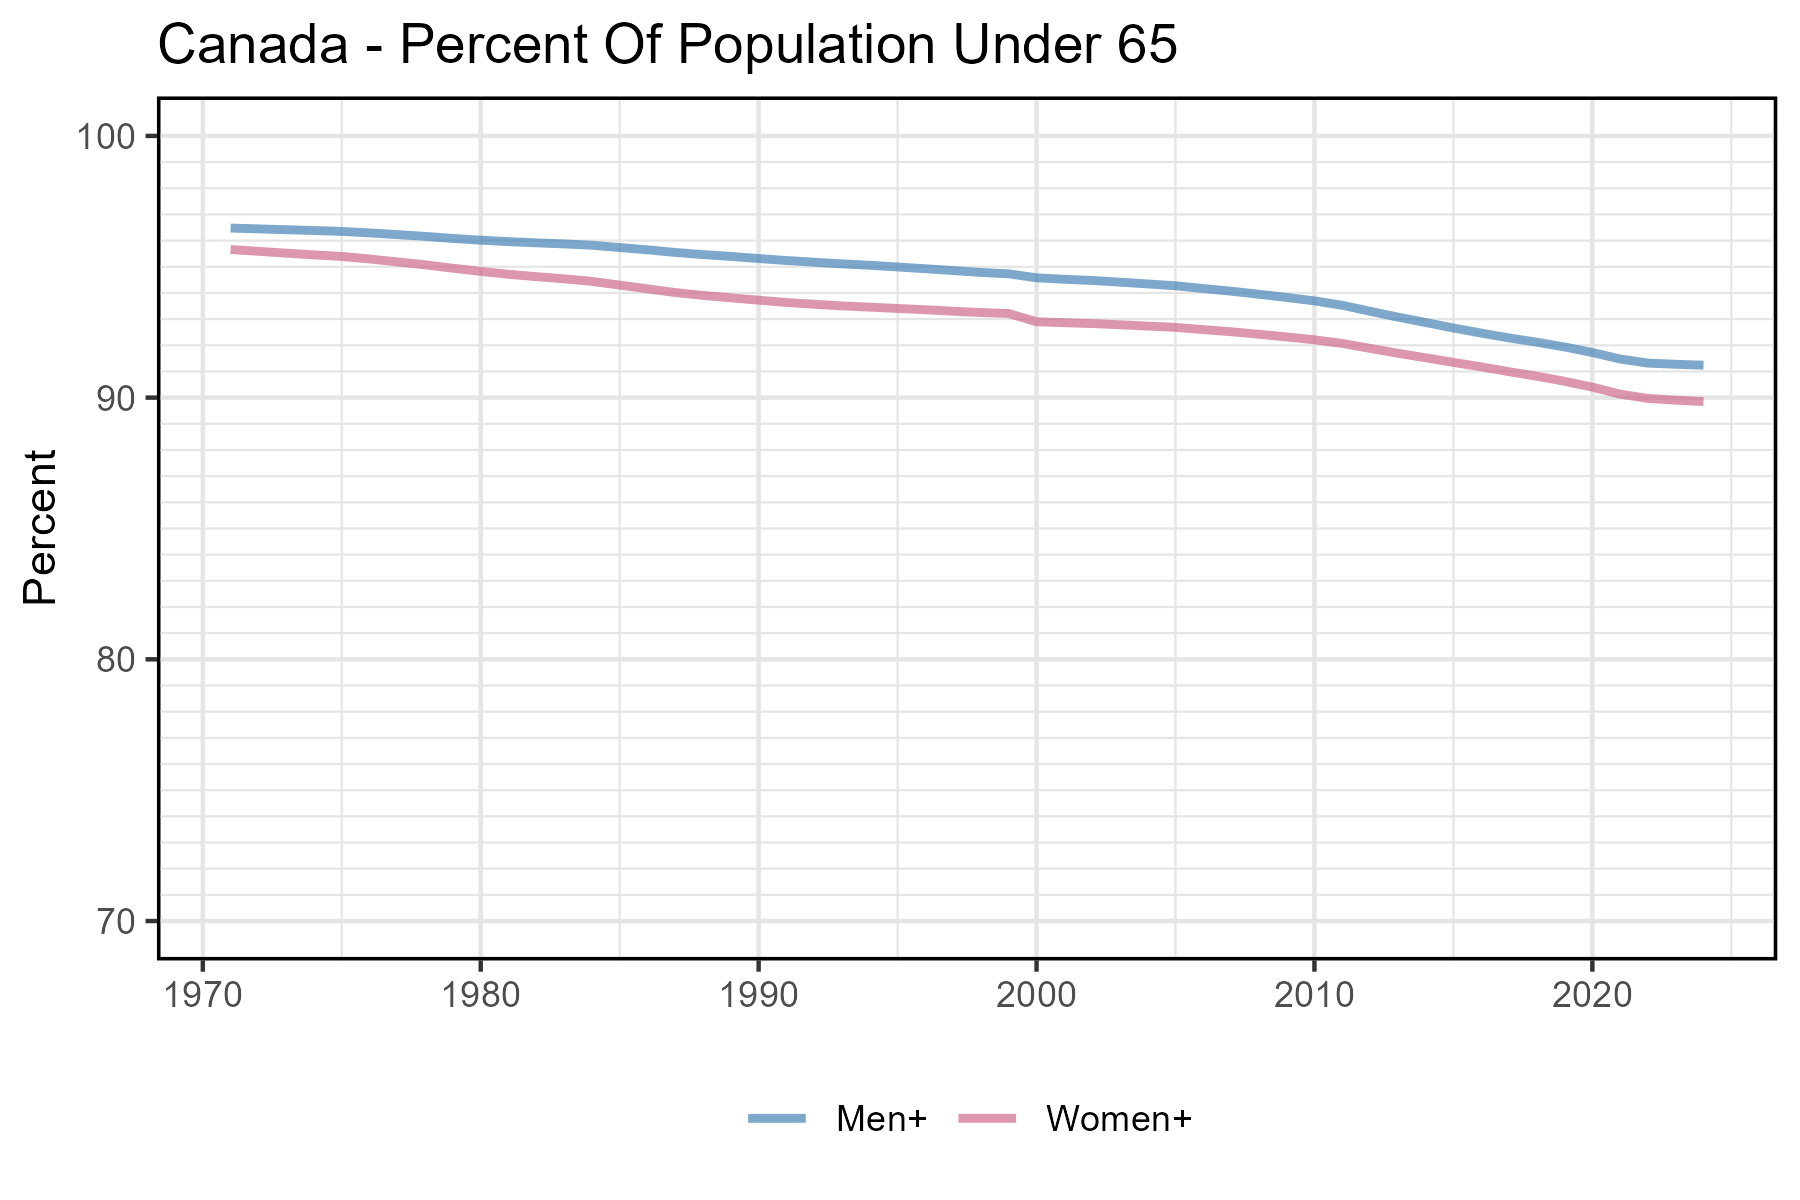 Canada - Percent Of Population Under 65
Percent
100
90
80
70
1970 1980 1990 2000 2010 2020
Men+ Women+